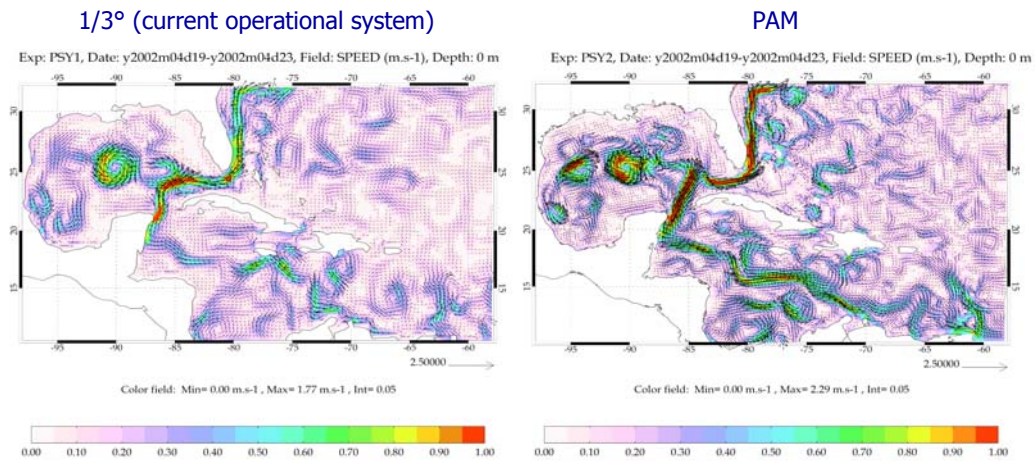 1/3° (current operational system)
PAM
Exp: PSY1, Date: y2002m04d19-y2002m04d23, Field: SPEED (m.s-1), Depth: 0 m
-95 -90 -85 -80 -75 -70 -65 -60
30 25 20 15
30 25 20 15
-95 -90 -85 -80 -75 -70 -65 -60
2.50000
Color field: Min= 0.00 m.s-1 , Max= 1.77 m.s-1 , Int= 0.05
0.00 0.10 0.20 0.30 0.40 0.50 0.60 0.70 0.80 0.90 1.00
Exp: PSY2, Date: y2002m04d19-y2002m04d23, Field: SPEED (m.s-1), Depth: 0 m
-95 -90 -85 -80 -75 -70 -65 -60
30 25 20 15
30 25 20 15
-95 -90 -85 -80 -75 -70 -65 -60
2.50000
Color field: Min= 0.00 m.s-1 , Max= 2.29 m.s-1 , Int= 0.05
0.00 0.10 0.20 0.30 0.40 0.50 0.60 0.70 0.80 0.90 1.00